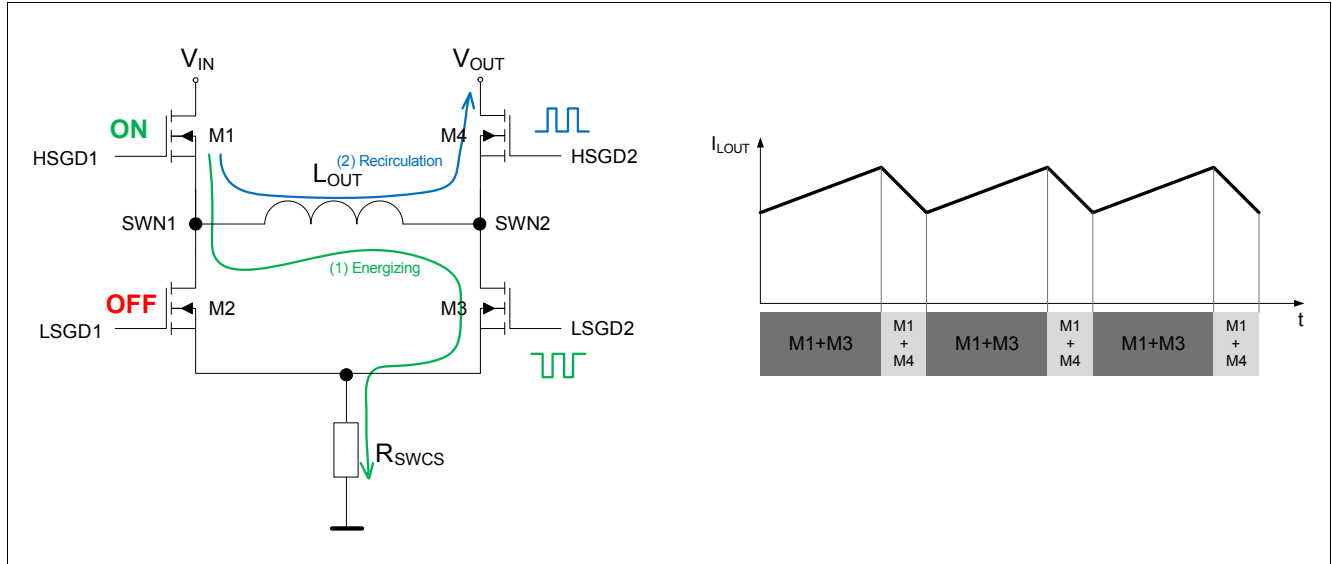 VIN VOUT
ON M1 M4
(2) Recirculation
HSGD1 LOUT HSGD2
SWN1 SWN2
(1) Energizing
OFF M2 M3
LSGD1 LSGD2
RSWCS
ILOUT
t
M1+M3 M1 + M4 M1+M3 M1 + M4 M1+M3 M1 + M4